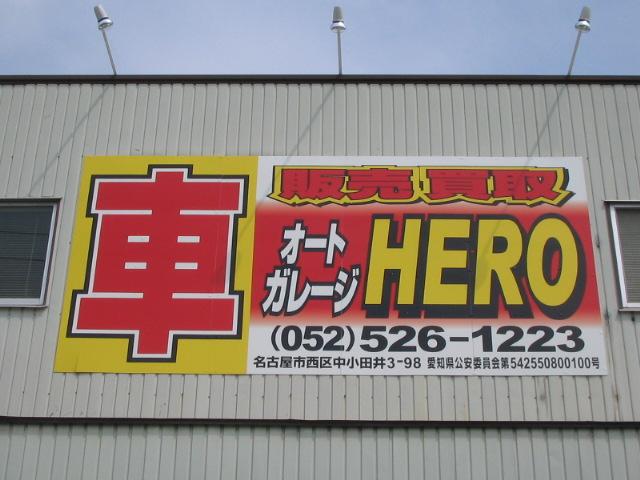 車
販売買取
オート
ガレージ
HERO
(052)526-1223
名古屋市西区中小田井3-98 愛知県公安委員会第542550800100号